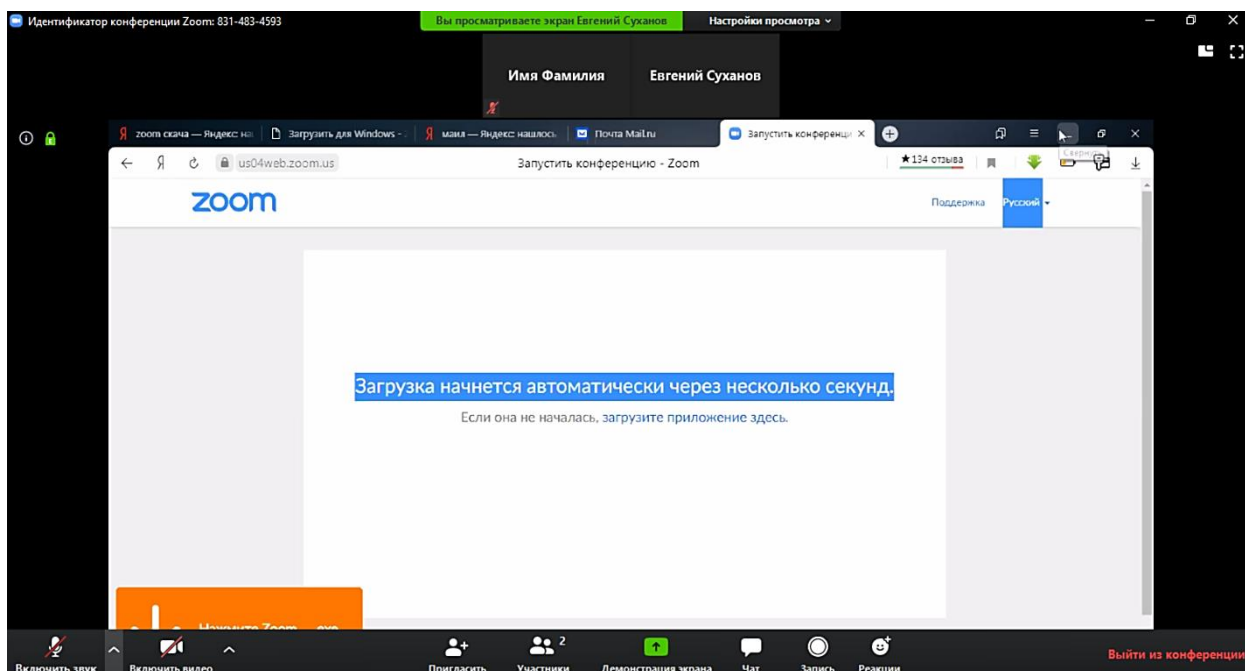 Идентификатор конференции Zoom: 831-483-4593
Вы просматриваете экран Евгений Суханов
Настройки просмотра
Имя Фамилия
Евгений Суханов
zoom скача — Яндекс: на
Загрузить для Windows -
маил — Яндекс: нашлось
Почта Mail.ru
Запустить конференци
us04web.zoom.us
Запустить конференцию - Zoom
134 отзыва
Свернуть
zoom
Поддержка
Русский
Загрузка начнется автоматически через несколько секунд.
Если она не началась, загрузите приложение здесь.
Нажмите Zoom
Включить звук
Включить видео
Пригласить
Участники 2
Демонстрация экрана
Чат
Запись
Реакции
Выйти из конференции